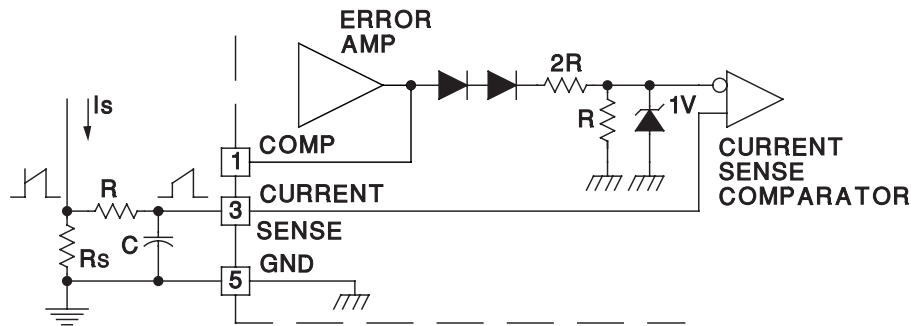 ERROR
AMP
2R
R
1V
Is
1
COMP
CURRENT
SENSE
COMPARATOR
R
3
CURRENT
SENSE
Rs
C
5
GND